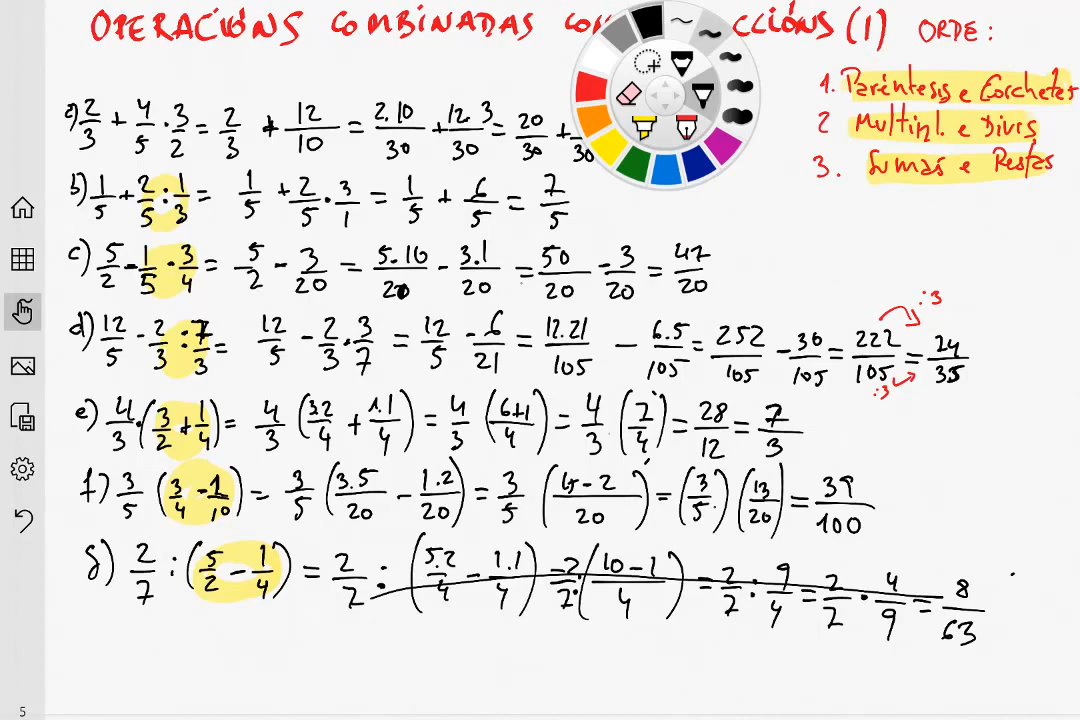 OPERACIÓNS COMBINADAS CON CCIÓNS (1) ORDE:
1. Paréntesis e Corchetes
2 Multipl. e Divis
3. Sumas e Restas
a) 2/3 + 4/5 · 3/2 = 2/3 + 12/10 = 2.10/30 + 12.3/30 = 20/30 + /30
b) 1/5 + 2/5 : 1/3 = 1/5 + 2/5 · 3/1 = 1/5 + 6/5 = 7/5
c) 5/2 - 1/5 · 3/4 = 5/2 - 3/20 = 5.10/20 - 3.1/20 = 50/20 - 3/20 = 47/20
d) 12/5 - 2/3 : 7/3 = 12/5 - 2/3 · 3/7 = 12/5 - 6/21 = 12.21/105 - 6.5/105 = 252/105 - 30/105 = 222/105 = 24/35
:3
:3
e) 4/3 · (3/2 + 1/4) = 4/3 (3.2/4 + 1.1/4) = 4/3 (6+1/4) = 4/3 (7/4) = 28/12 = 7/3
f) 3/5 (3/4 - 1/10) = 3/5 (3.5/20 - 1.2/20) = 3/5 (15-2/20) = (3/5) (13/20) = 39/100
g) 2/7 : (5/2 - 1/4) = 2/7 : (5.2/4 - 1.1/4) = 2/7 : (10-1/4) = 2/7 : 9/4 = 2/7 · 4/9 = 8/63
5